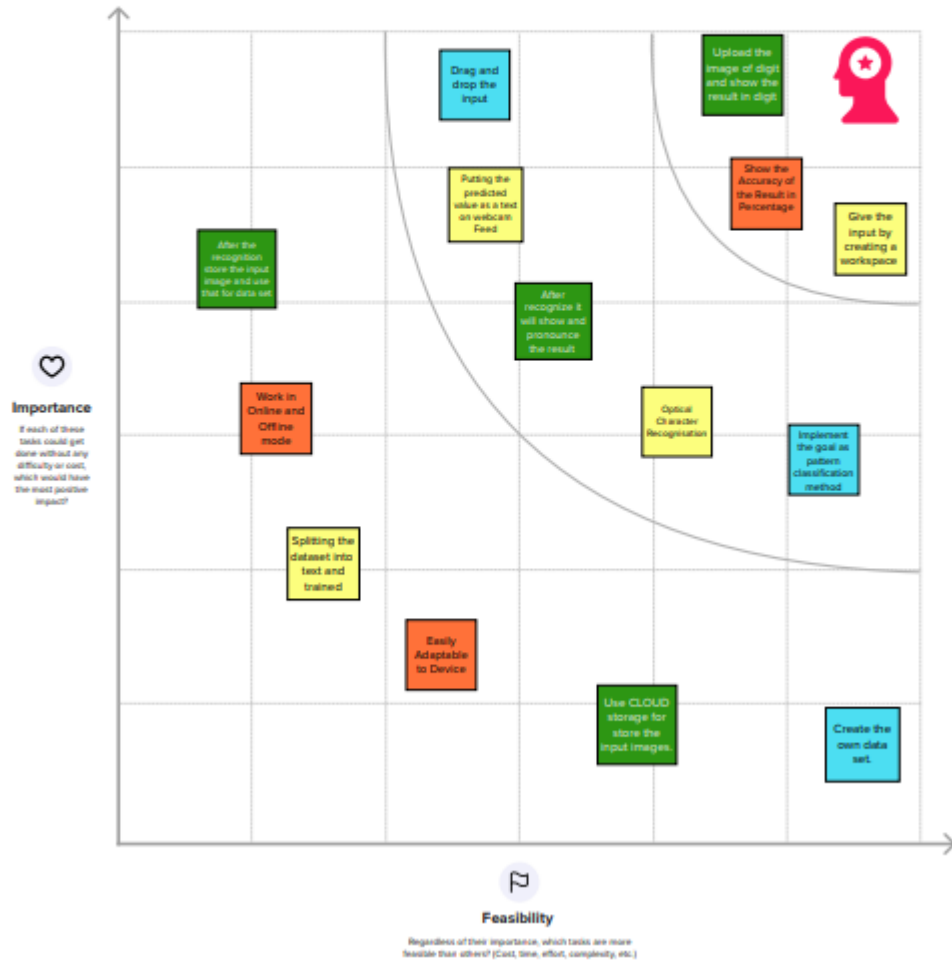 Drag and
drop the
input
Upload the
image of digit
and show the
result in digit
Putting the
predicted
value as a text
on webcam
Feed
Show the
Accuracy of
the Result in
Percentage
Give the
input by
creating a
workspace
After the
recognition
store the input
image and use
that for data set
After
recognize it
will show and
pronounce
the result
Importance
If each of these
tasks could get
done without any
difficulty or cost,
which would have
the most positive
impact?
Work in
Online and
Offline
mode
Optical
Character
Recognisation
Implement
the goal as
pattern
classification
method
Splitting the
dataset into
text and
trained
Easily
Adaptable
to Device
Use CLOUD
storage for
store the
input images.
Create the
own data
set.
Feasibility
Regardless of their importance, which tasks are more
feasible than others? (Cost, time, effort, complexity, etc.)